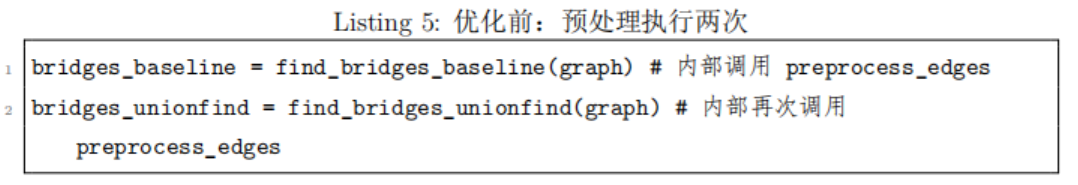 Listing 5: 优化前：预处理执行两次
1 bridges_baseline = find_bridges_baseline(graph) # 内部调用 preprocess_edges
2 bridges_unionfind = find_bridges_unionfind(graph) # 内部再次调用
preprocess_edges